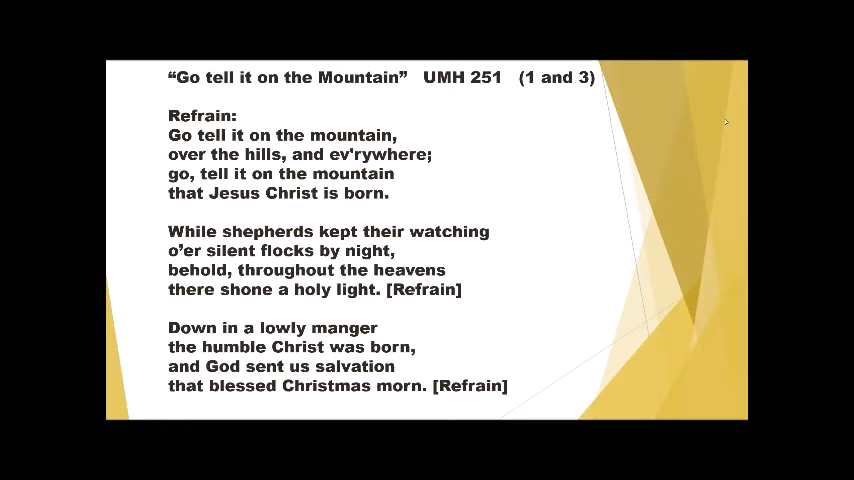 “Go tell it on the Mountain” UMH 251 (1 and 3)
Refrain:
Go tell it on the mountain,
over the hills, and ev'rywhere;
go, tell it on the mountain
that Jesus Christ is born.
While shepherds kept their watching
o’er silent flocks by night,
behold, throughout the heavens
there shone a holy light. [Refrain]
Down in a lowly manger
the humble Christ was born,
and God sent us salvation
that blessed Christmas morn. [Refrain]